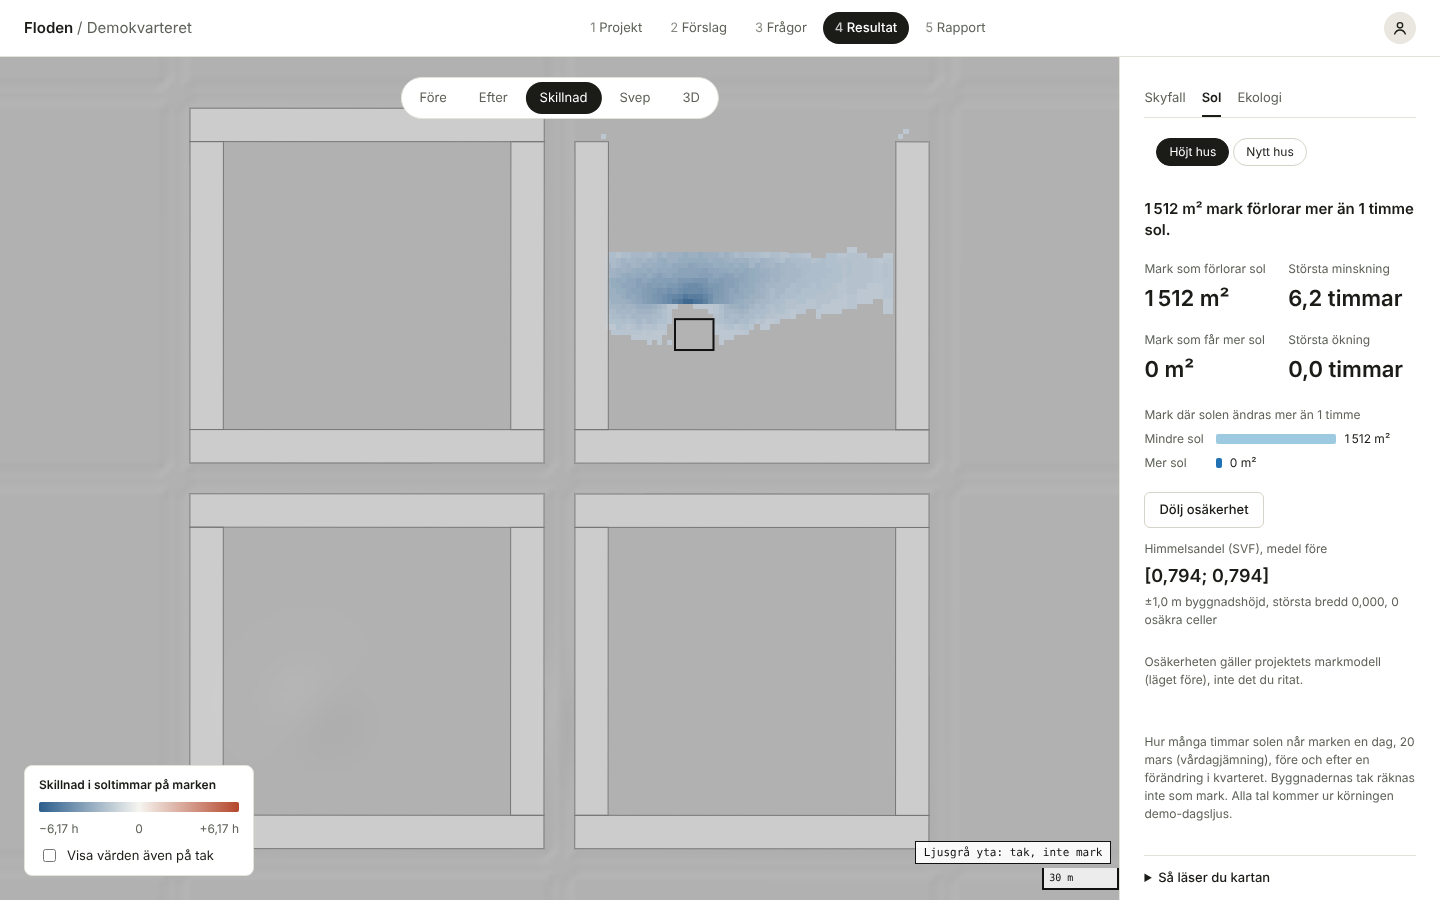 Floden / Demokvarteret
1 Projekt
2 Förslag
3 Frågor
4 Resultat
5 Rapport
Före
Efter
Skillnad
Svep
3D
Skyfall
Sol
Ekologi
Höjt hus
Nytt hus
1 512 m² mark förlorar mer än 1 timme
sol.
Mark som förlorar sol
Största minskning
1 512 m²
6,2 timmar
Mark som får mer sol
Största ökning
0 m²
0,0 timmar
Mark där solen ändras mer än 1 timme
Mindre sol
1 512 m²
Mer sol
0 m²
Dölj osäkerhet
Himmelsandel (SVF), medel före
[0,794; 0,794]
±1,0 m byggnadshöjd, största bredd 0,000, 0
osäkra celler
Osäkerheten gäller projektets markmodell
(läget före), inte det du ritat.
Hur många timmar solen når marken en dag, 20
mars (vårdagjämning), före och efter en
förändring i kvarteret. Byggnadernas tak räknas
inte som mark. Alla tal kommer ur körningen
demo-dagsljus.
Så läser du kartan
Skillnad i soltimmar på marken
−6,17 h
0
+6,17 h
Visa värden även på tak
Ljusgrå yta: tak, inte mark
30 m